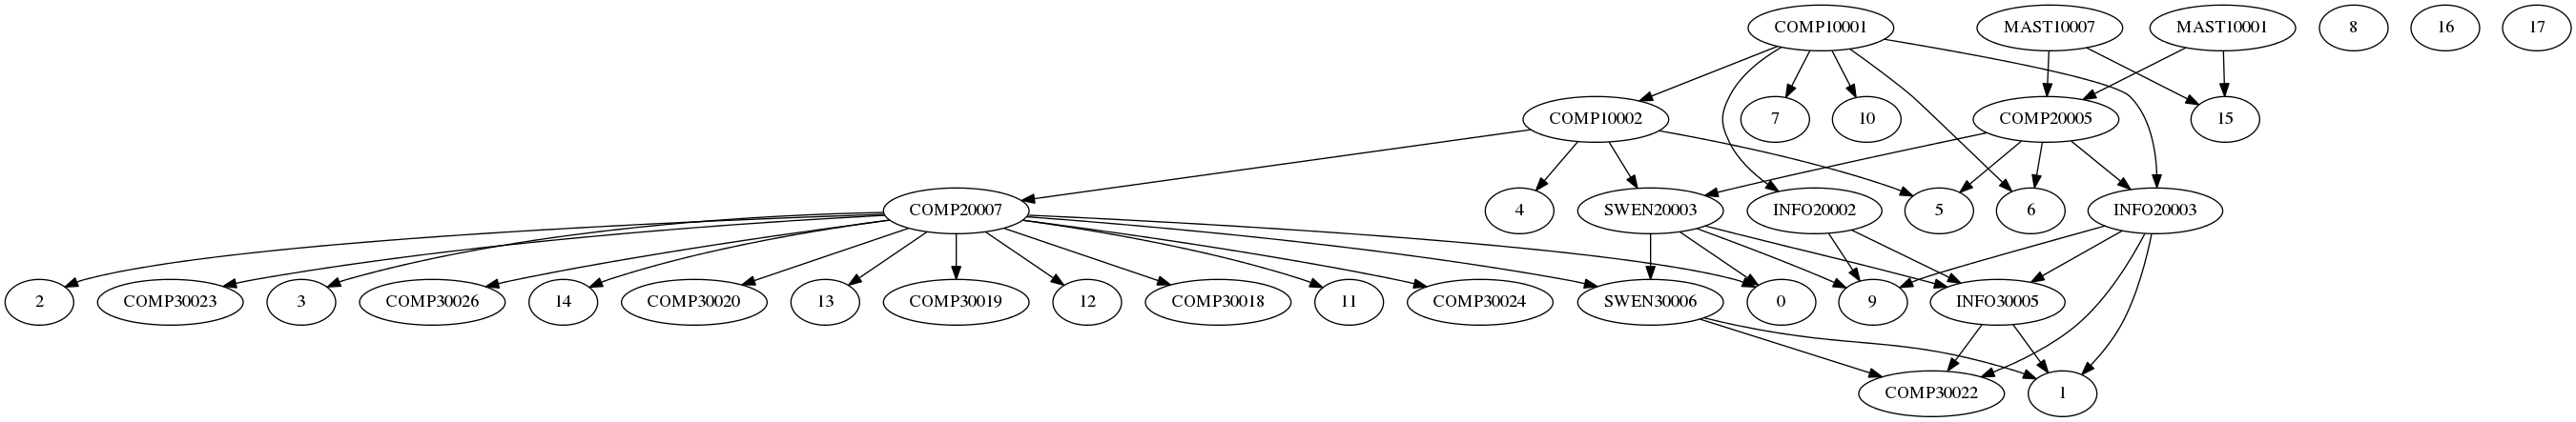 COMP10001 MAST10007 MAST10001 8 16 17
COMP10002 7 10 COMP20005 15
COMP20007 4 SWEN20003 INFO20002 5 6 INFO20003
2 COMP30023 3 COMP30026 14 COMP30020 13 COMP30019 12 COMP30018 11 COMP30024 SWEN30006 0 9 INFO30005
COMP30022 1